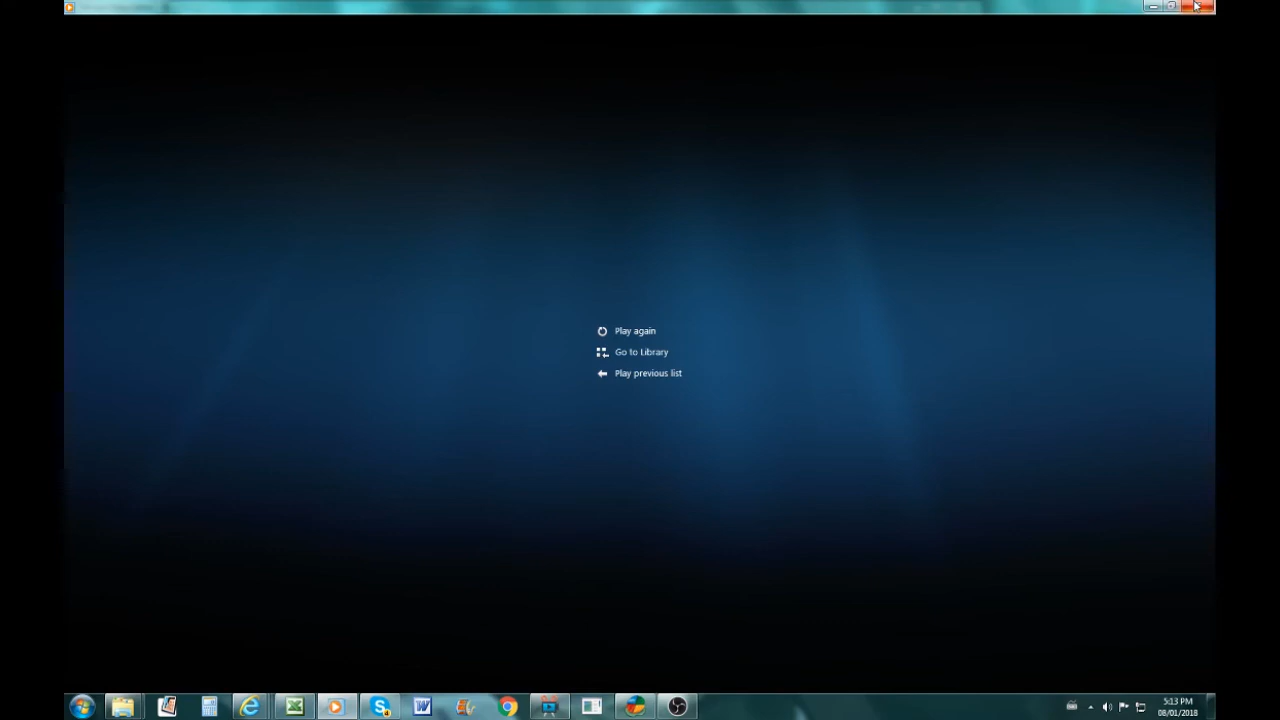 Play again
Go to Library
Play previous list
5:13 PM
08/01/2018